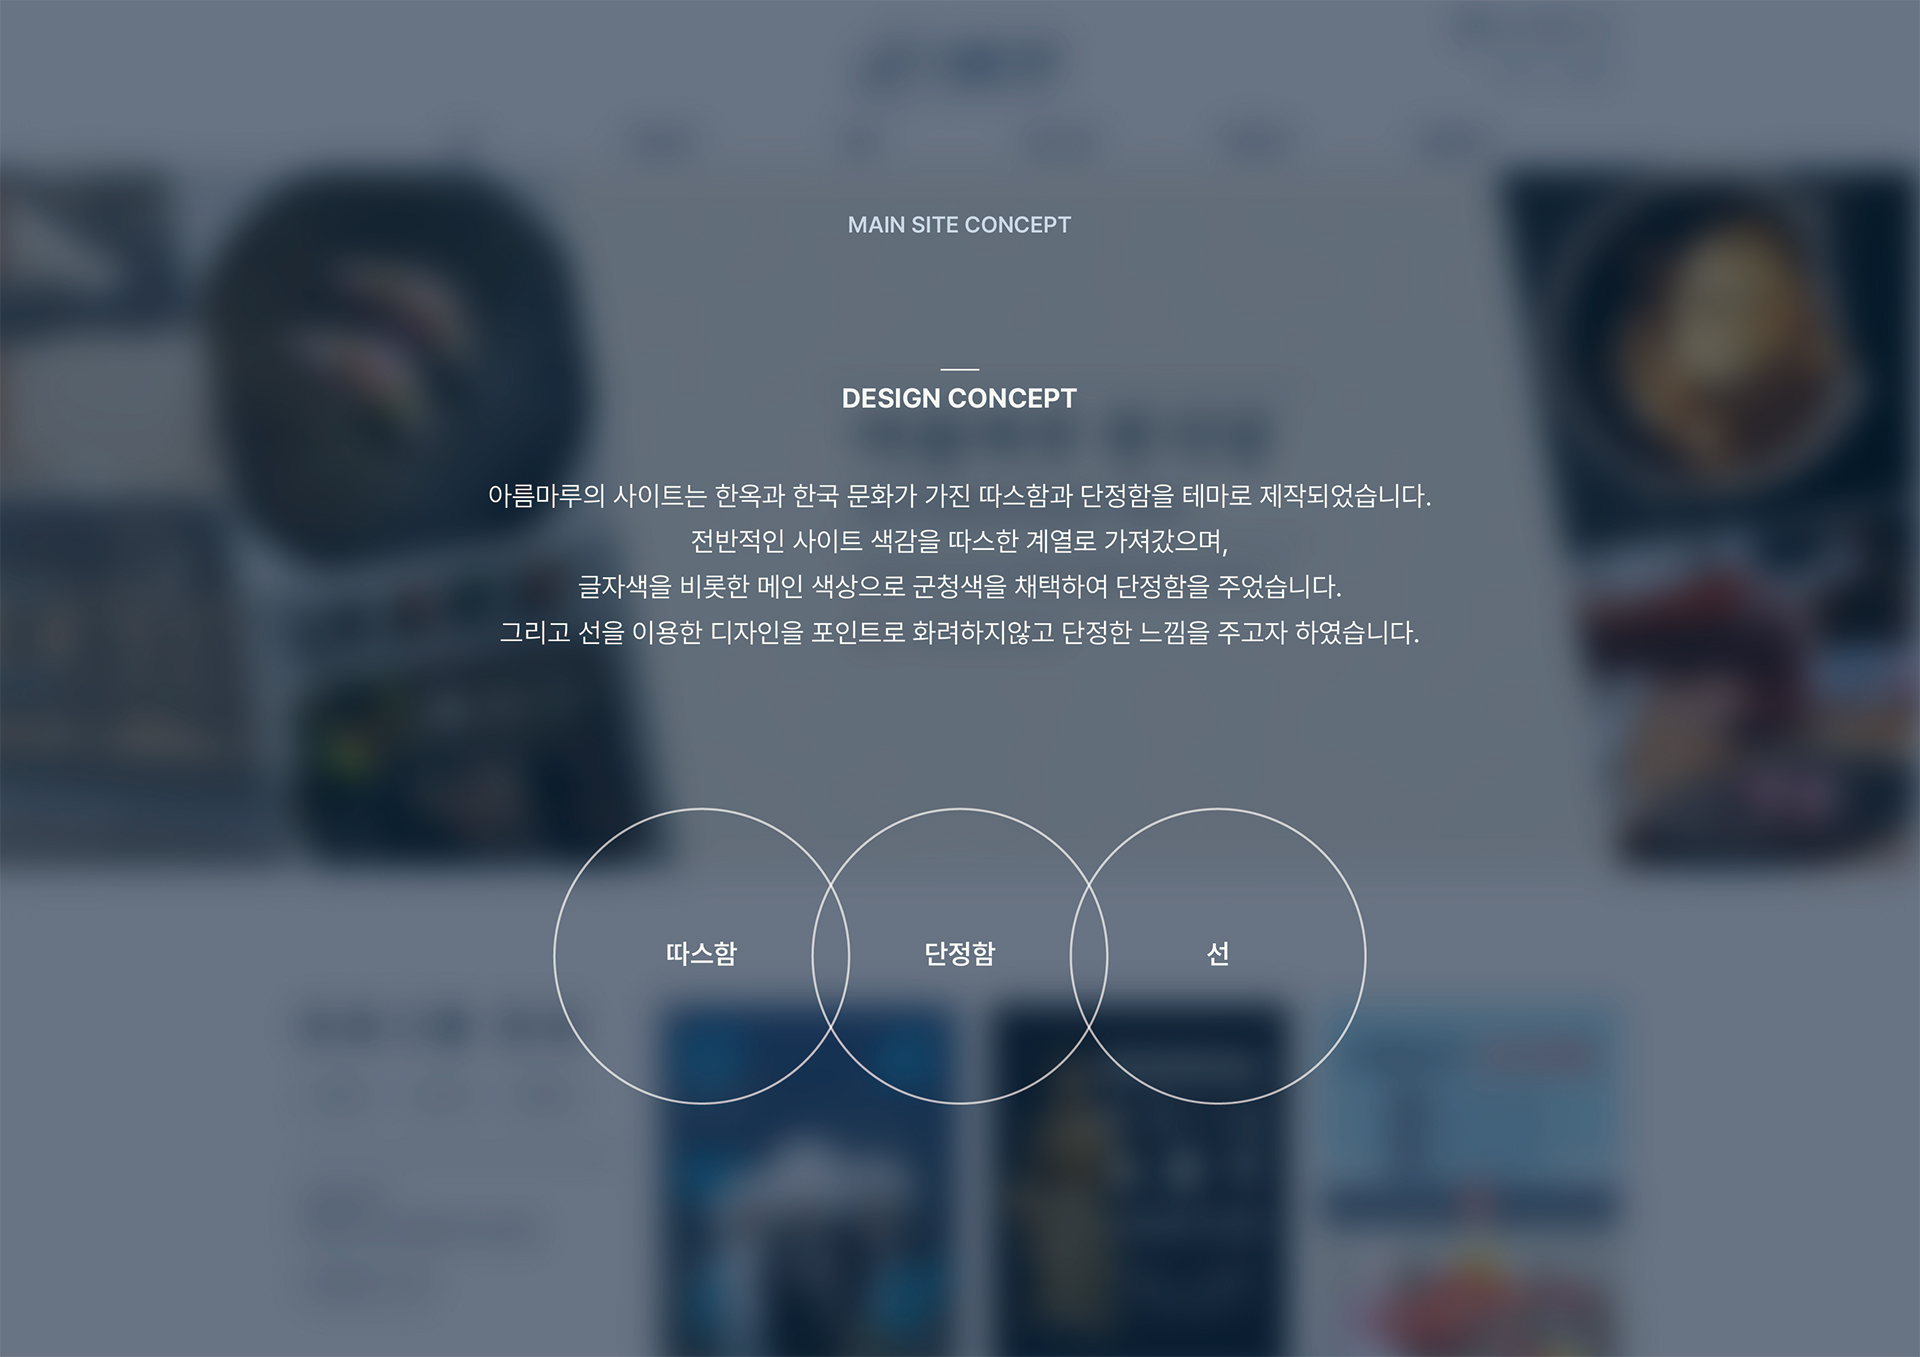 MAIN SITE CONCEPT
DESIGN CONCEPT
아름마루의 사이트는 한옥과 한국 문화가 가진 따스함과 단정함을 테마로 제작되었습니다.
전반적인 사이트 색감을 따스한 계열로 가져갔으며,
글자색을 비롯한 메인 색상으로 군청색을 채택하여 단정함을 주었습니다.
그리고 선을 이용한 디자인을 포인트로 화려하지않고 단정한 느낌을 주고자 하였습니다.
따스함
단정함
선